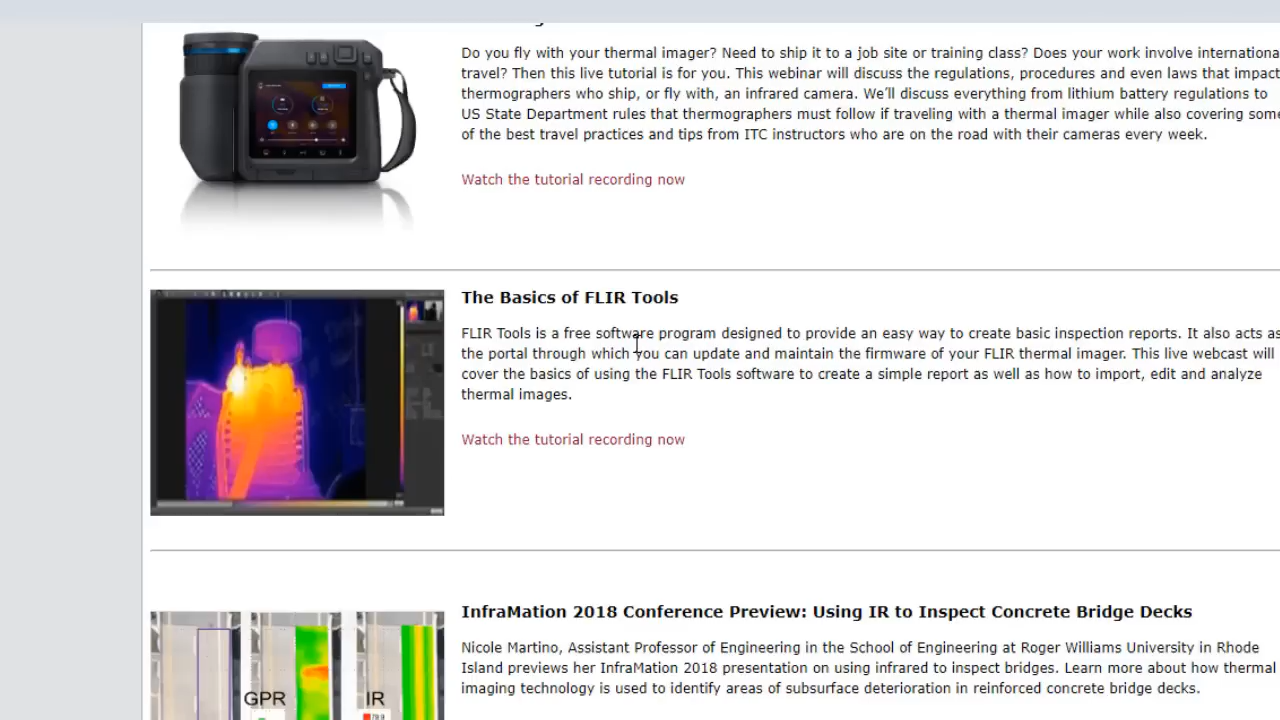 Do you fly with your thermal imager? Need to ship it to a job site or training class? Does your work involve internationa
travel? Then this live tutorial is for you. This webinar will discuss the regulations, procedures and even laws that impact
thermographers who ship, or fly with, an infrared camera. We'll discuss everything from lithium battery regulations to
US State Department rules that thermographers must follow if traveling with a thermal imager while also covering some
of the best travel practices and tips from ITC instructors who are on the road with their cameras every week.
Watch the tutorial recording now
The Basics of FLIR Tools
FLIR Tools is a free software program designed to provide an easy way to create basic inspection reports. It also acts as
the portal through which you can update and maintain the firmware of your FLIR thermal imager. This live webcast will
cover the basics of using the FLIR Tools software to create a simple report as well as how to import, edit and analyze
thermal images.
Watch the tutorial recording now
InfraMation 2018 Conference Preview: Using IR to Inspect Concrete Bridge Decks
Nicole Martino, Assistant Professor of Engineering in the School of Engineering at Roger Williams University in Rhode
Island previews her InfraMation 2018 presentation on using infrared to inspect bridges. Learn more about how thermal
imaging technology is used to identify areas of subsurface deterioration in reinforced concrete bridge decks.
GPR IR